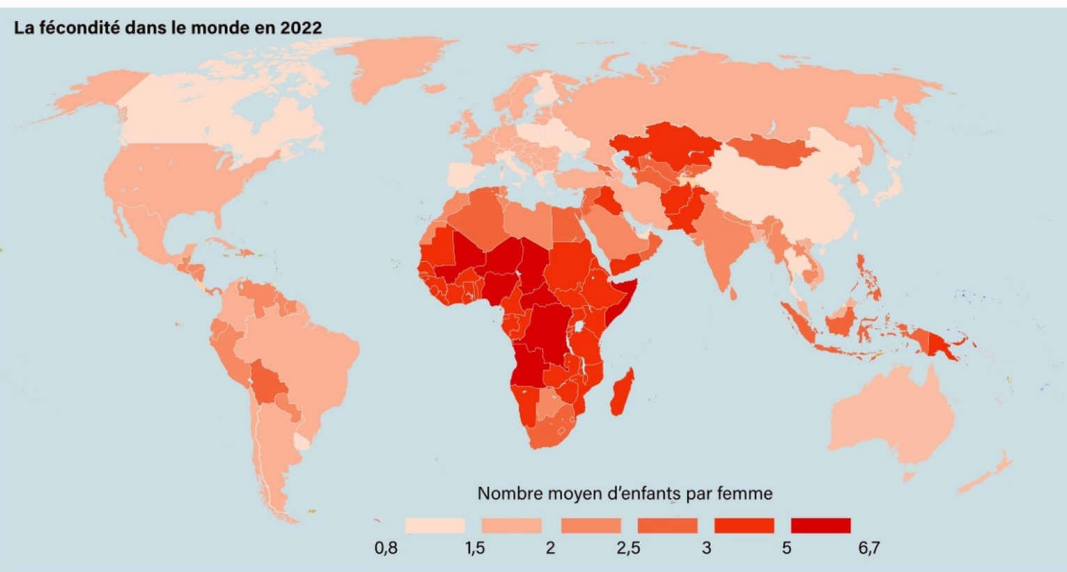 La fécondité dans le monde en 2022
Nombre moyen d'enfants par femme
0,8 1,5 2 2,5 3 5 6,7